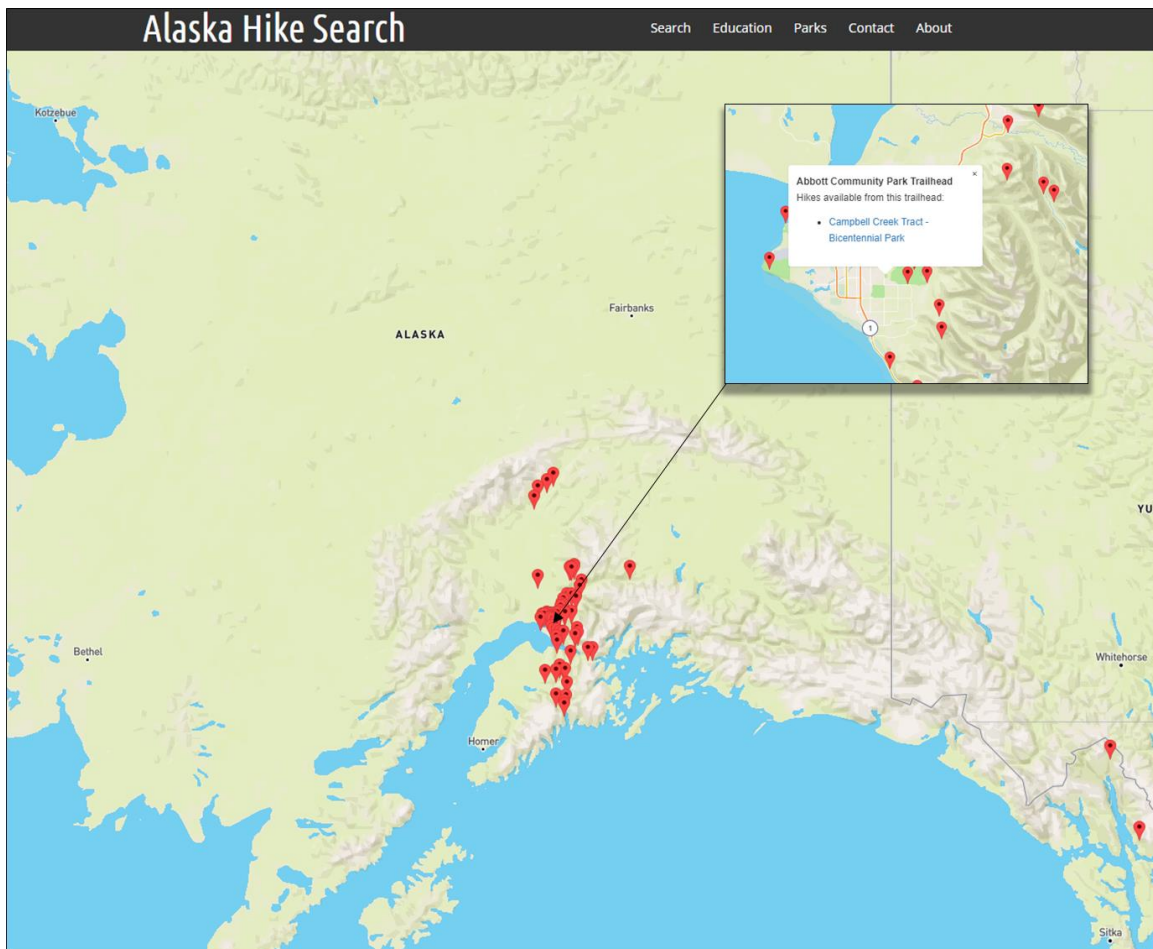 Alaska Hike Search
Search Education Parks Contact About
Kotzebue
Abbott Community Park Trailhead
×
Hikes available from this trailhead:
Campbell Creek Tract -
Bicentennial Park
Fairbanks
1
ALASKA
YU
Bethel
Whitehorse
Homer
Sitka